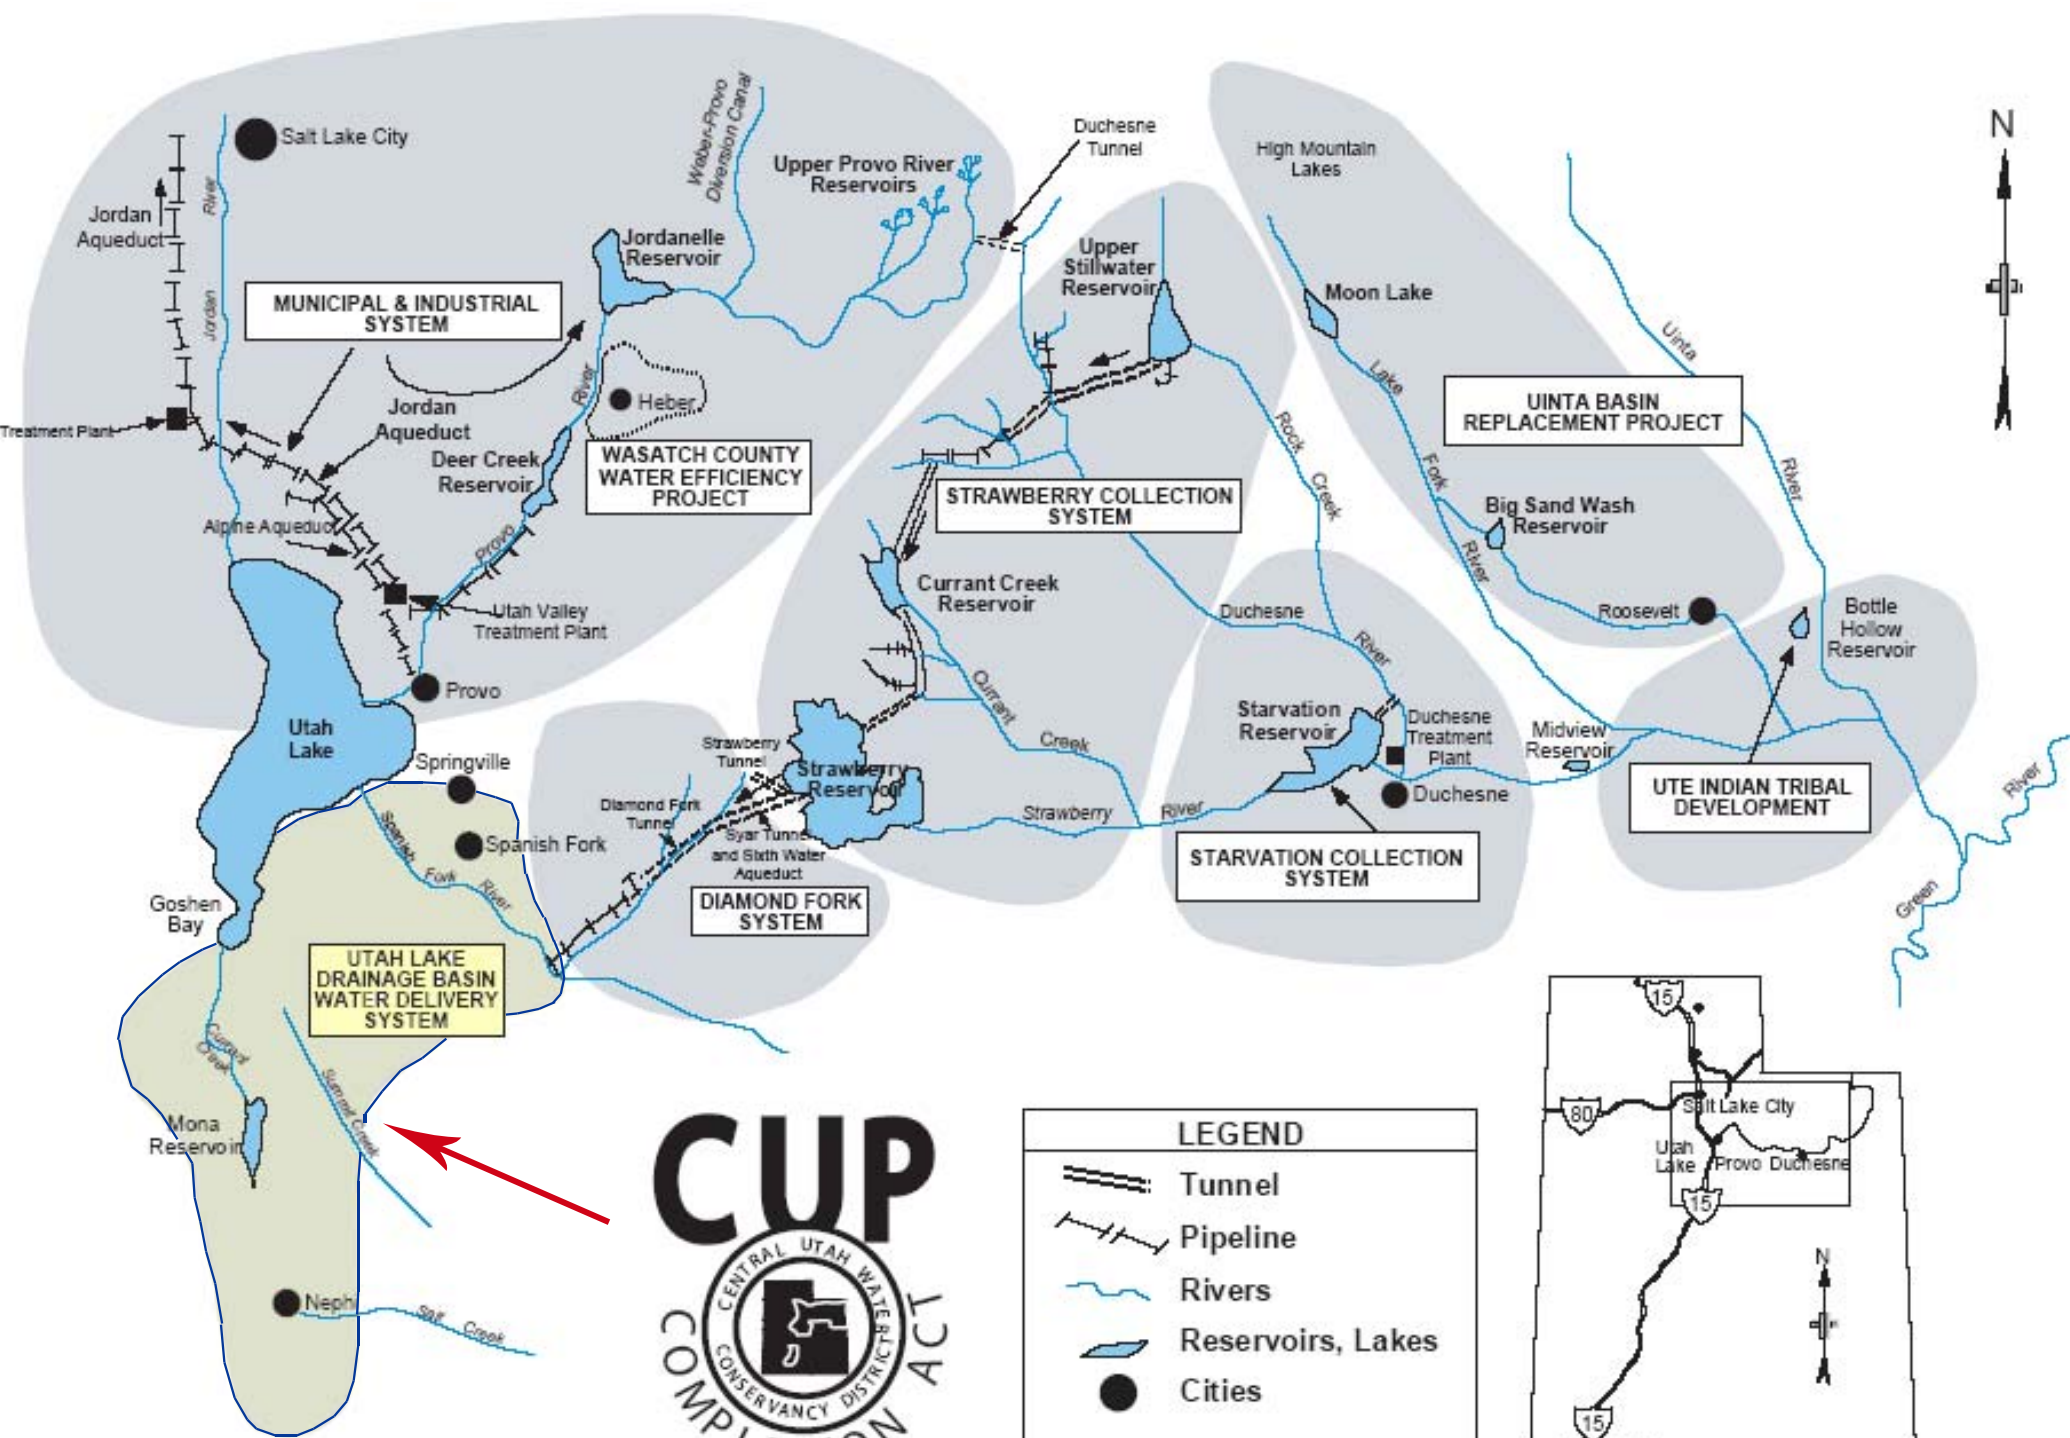 Salt Lake City
Jordan
Aqueduct
River
Jordan
MUNICIPAL & INDUSTRIAL
SYSTEM
Treatment Plant
Jordan
Aqueduct
Alpine Aqueduct
Deer Creek
Reservoir
Provo
River
Heber
WASATCH COUNTY
WATER EFFICIENCY
PROJECT
Jordanelle
Reservoir
Weber-Provo
Diversion Canal
Upper Provo River
Reservoirs
Duchesne
Tunnel
Utah Valley
Treatment Plant
Provo
Utah
Lake
Springville
Spanish Fork
Spanish
Fork
River
Goshen
Bay
UTAH LAKE
DRAINAGE BASIN
WATER DELIVERY
SYSTEM
Currant
Creek
Mona
Reservoir
Summit Creek
Nephi
Salt
Creek
Upper
Stillwater
Reservoir
STRAWBERRY COLLECTION
SYSTEM
Currant Creek
Reservoir
Currant
Creek
Strawberry
Tunnel
Strawberry
Reservoir
Diamond Fork
Tunnel
Syar Tunnel
and Sixth Water
Aqueduct
DIAMOND FORK
SYSTEM
Strawberry
River
Rock
Creek
Duchesne
River
Starvation
Reservoir
Duchesne
Treatment
Plant
Duchesne
STARVATION COLLECTION
SYSTEM
High Mountain
Lakes
Moon Lake
Lake
Fork
River
Uinta
River
UINTA BASIN
REPLACEMENT PROJECT
Big Sand Wash
Reservoir
Roosevelt
Bottle
Hollow
Reservoir
Midview
Reservoir
UTE INDIAN TRIBAL
DEVELOPMENT
Green
River
N
CUP
CENTRAL UTAH WATER
CONSERVANCY DISTRICT
ACT
LEGEND
Tunnel
Pipeline
Rivers
Reservoirs, Lakes
Cities
15
80
Salt Lake City
Utah
Lake
Provo Duchesne
15
N
15